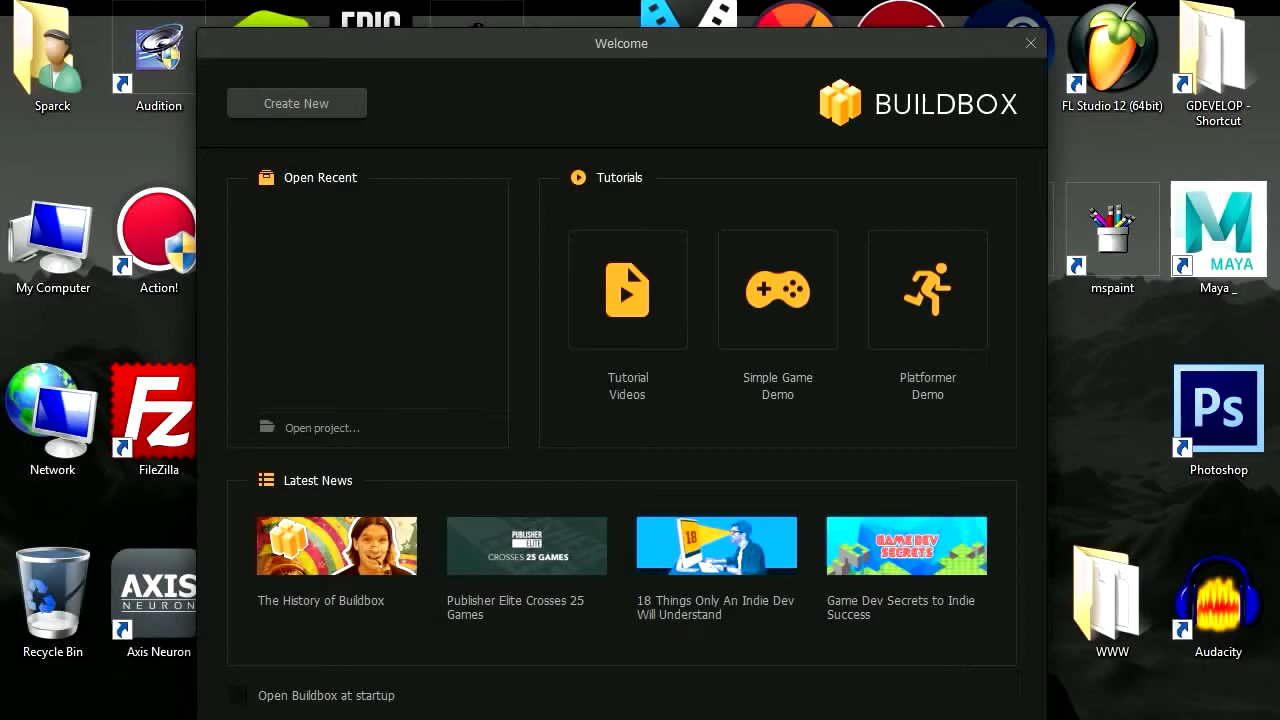 EPIC
Welcome
Sparck
Audition
Create New
BUILDBOX
FL Studio 12 (64bit)
GDEVELOP -
Shortcut
Open Recent
Tutorials
My Computer
Action!
MAYA
mspaint
Maya _
Tutorial
Videos
Simple Game
Demo
Platformer
Demo
Fz
Ps
Open project...
Network
FileZilla
Photoshop
Latest News
PUBLISHER
ELITE
CROSSES 25 GAMES
18
GAME DEV
SECRETS
AXIS
NEURON
The History of Buildbox
Publisher Elite Crosses 25
Games
18 Things Only An Indie Dev
Will Understand
Game Dev Secrets to Indie
Success
Recycle Bin
Axis Neuron
WWW
Audacity
Open Buildbox at startup